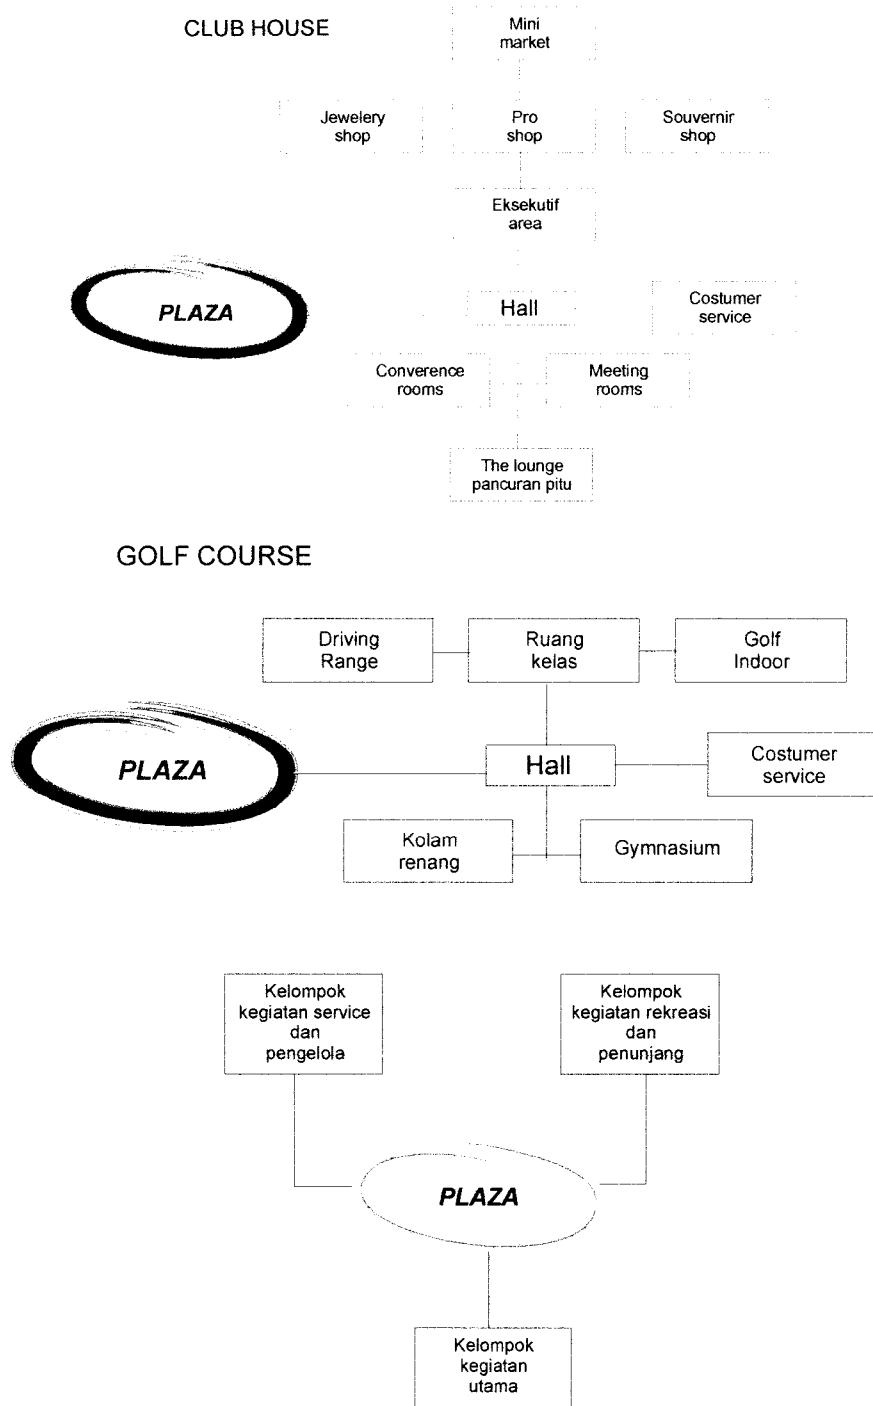 CLUB HOUSE
Mini
market
Jewelery
shop
Pro
shop
Souvernir
shop
Eksekutif
area
PLAZA
Hall
Costumer
service
Converence
rooms
Meeting
rooms
The lounge
pancuran pitu
GOLF COURSE
Driving
Range
Ruang
kelas
Golf
Indoor
PLAZA
Hall
Costumer
service
Kolam
renang
Gymnasium
Kelompok
kegiatan service
dan
pengelola
Kelompok
kegiatan rekreasi
dan
penunjang
PLAZA
Kelompok
kegiatan
utama